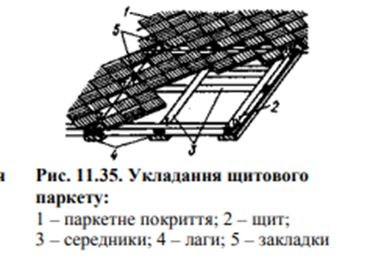 1
5
2
3
4
я
Рис. 11.35. Укладання щитового
паркету:
1 – паркетне покриття; 2 – щит;
3 – середники; 4 – лаги; 5 – закладки